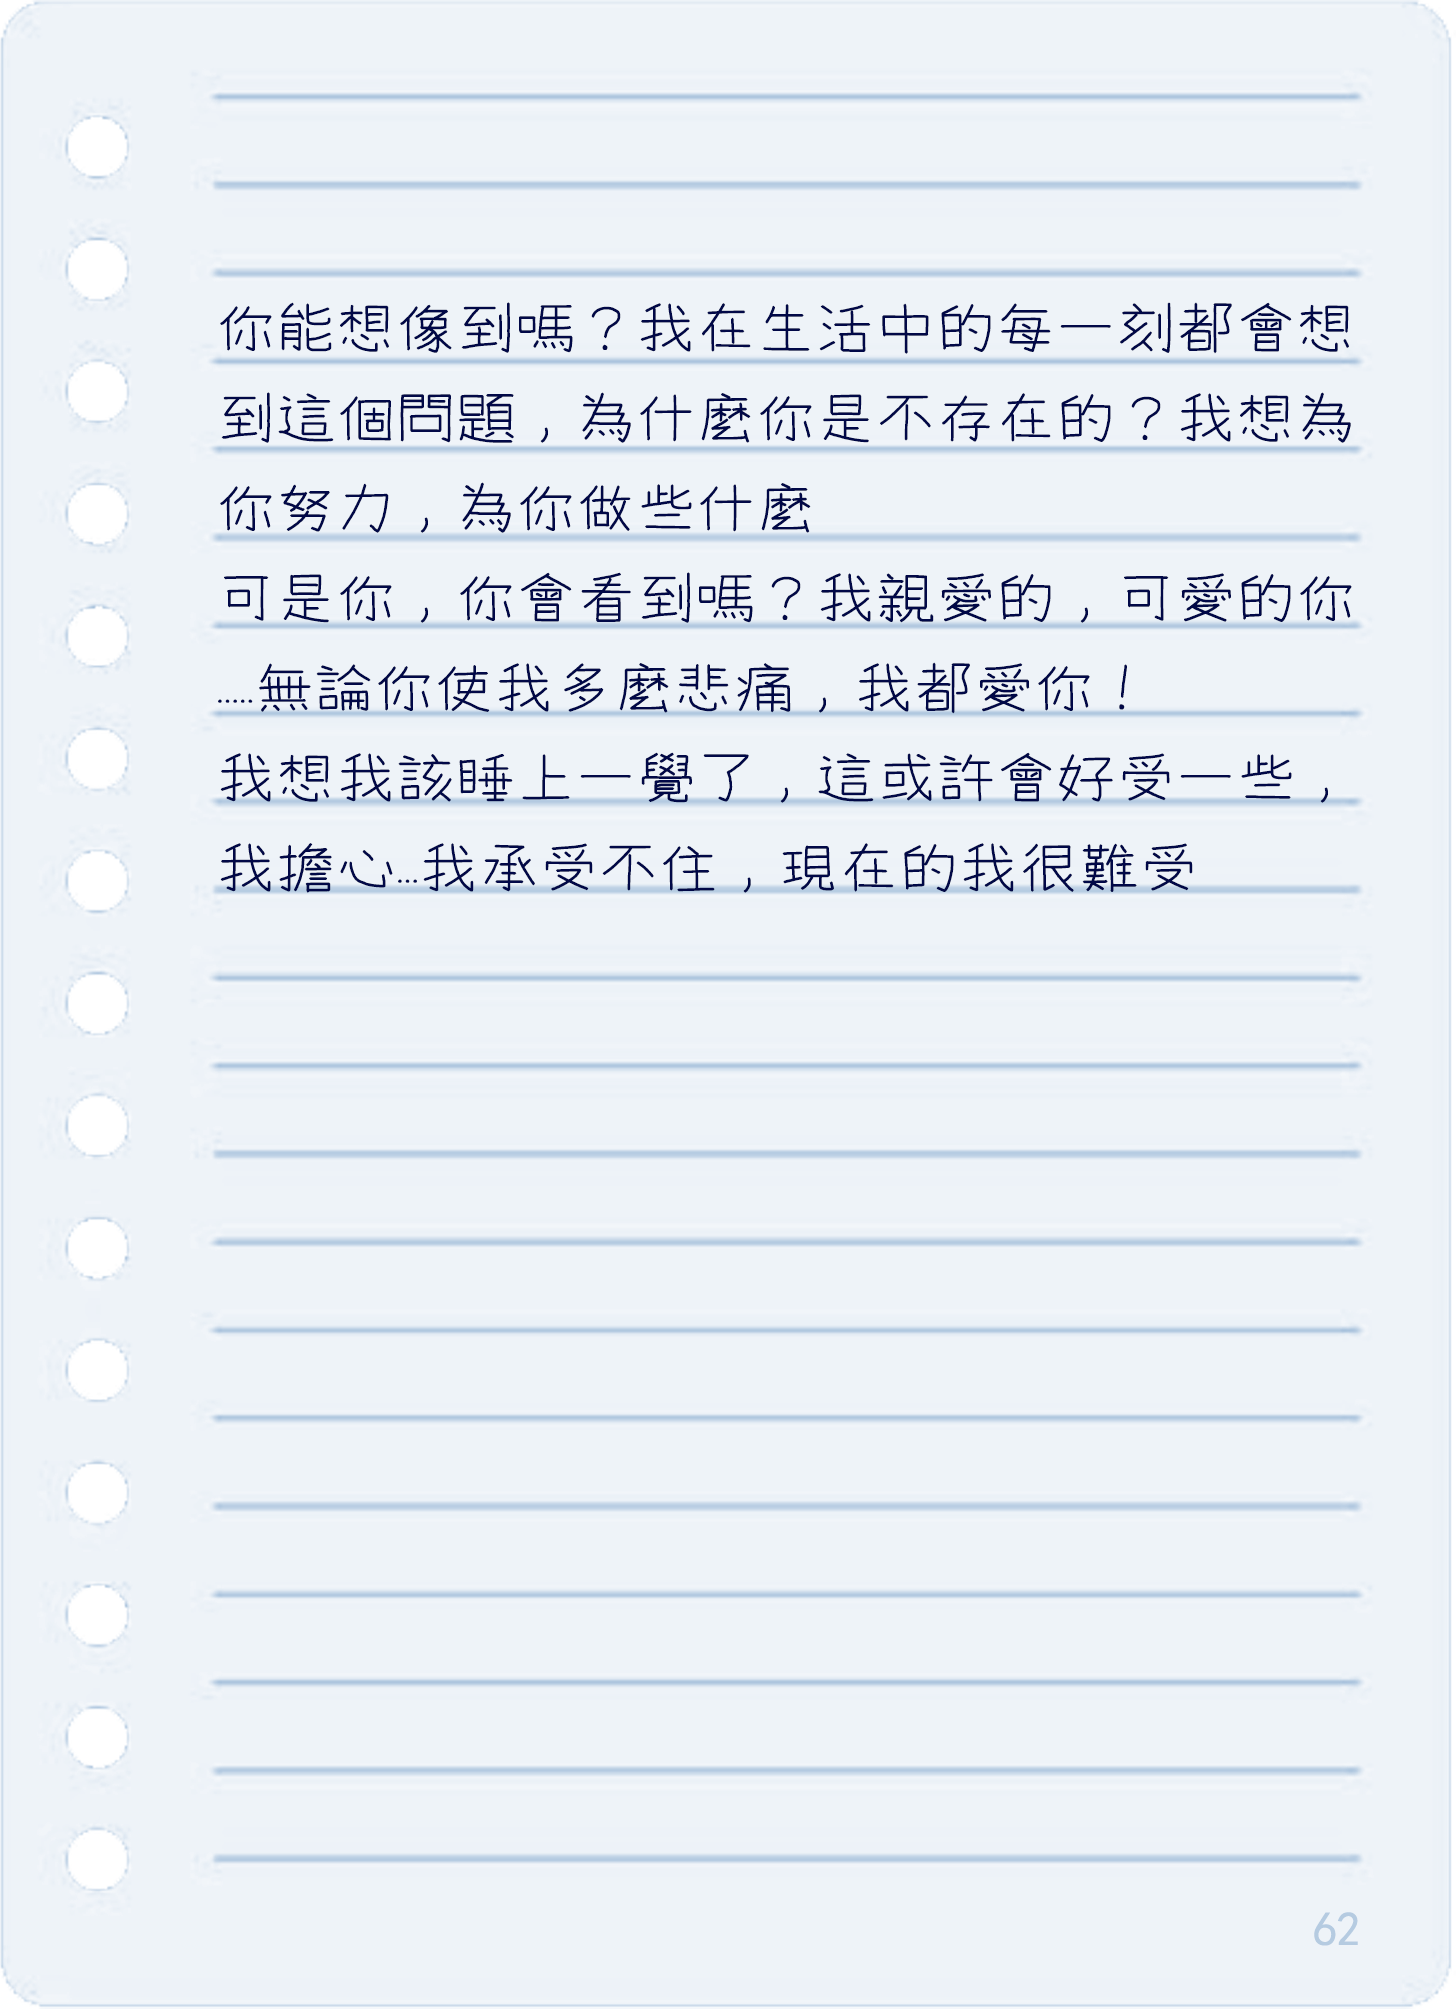 你能想像到嗎？我在生活中的每一刻都會想
到這個問題，為什麼你是不存在的？我想為
你努力，為你做些什麼
可是你，你會看到嗎？我親愛的，可愛的你
.....無論你使我多麼悲痛，我都愛你！
我想我該睡上一覺了，這或許會好受一些，
我擔心...我承受不住，現在的我很難受
62